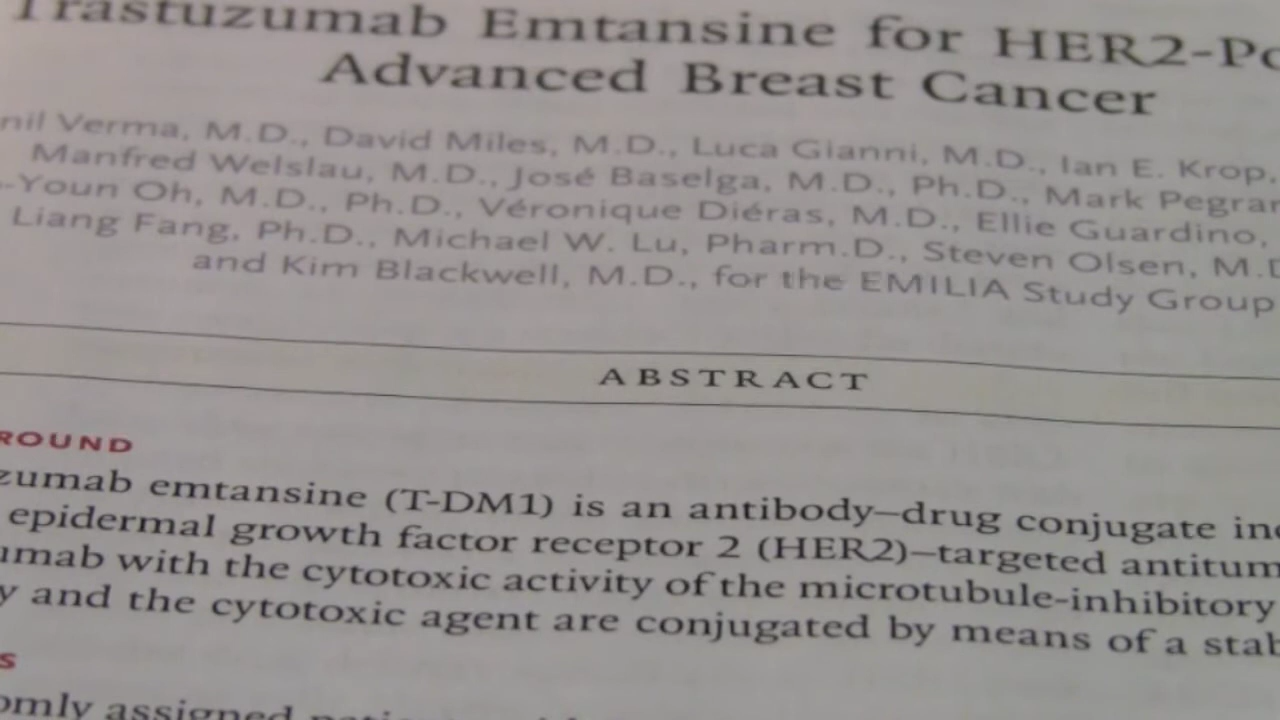 Trastuzumab Emtansine for HER2-Po
Advanced Breast Cancer
nil Verma, M.D., David Miles, M.D., Luca Gianni, M.D., Ian E. Krop,
Manfred Welslau, M.D., José Baselga, M.D., Ph.D., Mark Pegram
-Youn Oh, M.D., Ph.D., Véronique Diéras, M.D., Ellie Guardino,
Liang Fang, Ph.D., Michael W. Lu, Pharm.D., Steven Olsen, M.D
and Kim Blackwell, M.D., for the EMILIA Study Group
ABSTRACT
ROUND
zumab emtansine (T-DM1) is an antibody–drug conjugate inc
epidermal growth factor receptor 2 (HER2)–targeted antitum
umab with the cytotoxic activity of the microtubule-inhibitory
y and the cytotoxic agent are conjugated by means of a stab
S
omly assigned